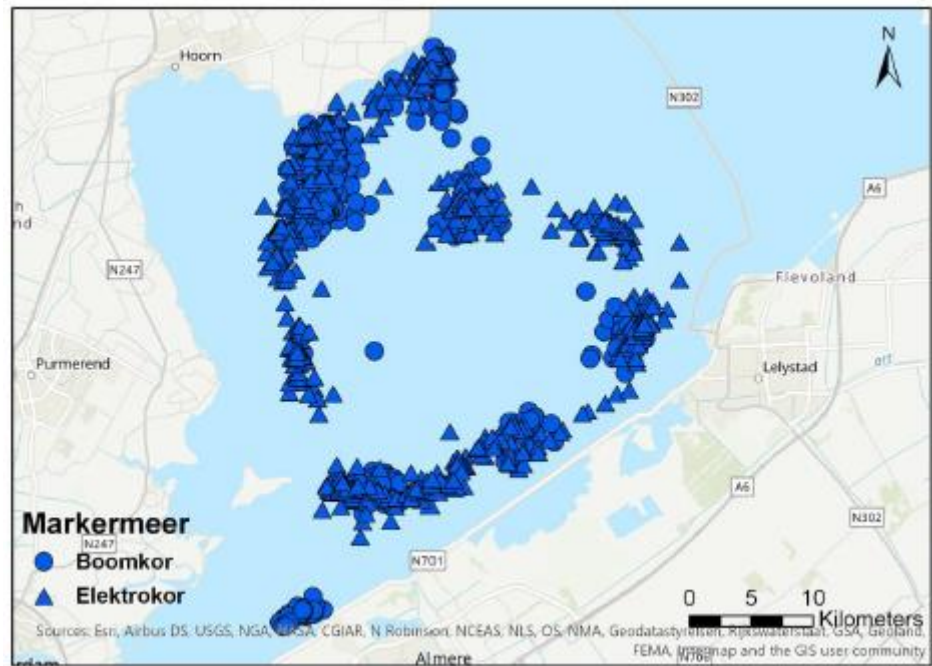 N
Hoorn
N302
A6
N247
Flevoland
Purmerend
Lelystad
A6
N302
Markermeer
N247
Boomkor
N701
Elektrokor
0 5 10
Kilometers
Sources: Esri, Airbus DS, USGS, NGA, NASA, CGIAR, N Robinson, NCEAS, NLS, OS, NMA, Geodatastyrelsen, Rijkswaterstaat, GSA, Geoland,
FEMA, Intermap and the GIS user community
Almere